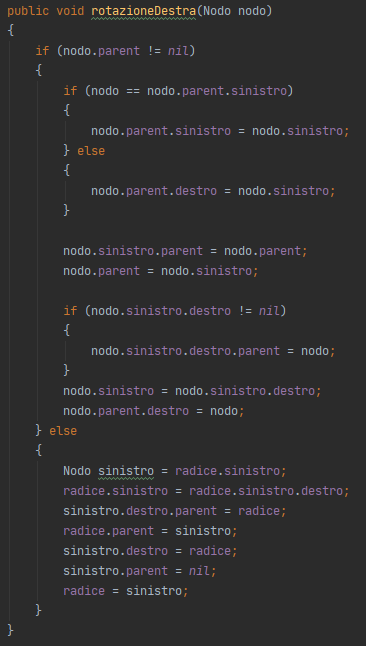 public void rotazioneDestra(Nodo nodo)
{
    if (nodo.parent != nil)
    {
        if (nodo == nodo.parent.sinistro)
        {
            nodo.parent.sinistro = nodo.sinistro;
        } else
        {
            nodo.parent.destro = nodo.sinistro;
        }

        nodo.sinistro.parent = nodo.parent;
        nodo.parent = nodo.sinistro;

        if (nodo.sinistro.destro != nil)
        {
            nodo.sinistro.destro.parent = nodo;
        }
        nodo.sinistro = nodo.sinistro.destro;
        nodo.parent.destro = nodo;
    } else
    {
        Nodo sinistro = radice.sinistro;
        radice.sinistro = radice.sinistro.destro;
        sinistro.destro.parent = radice;
        radice.parent = sinistro;
        sinistro.destro = radice;
        sinistro.parent = nil;
        radice = sinistro;
    }
}